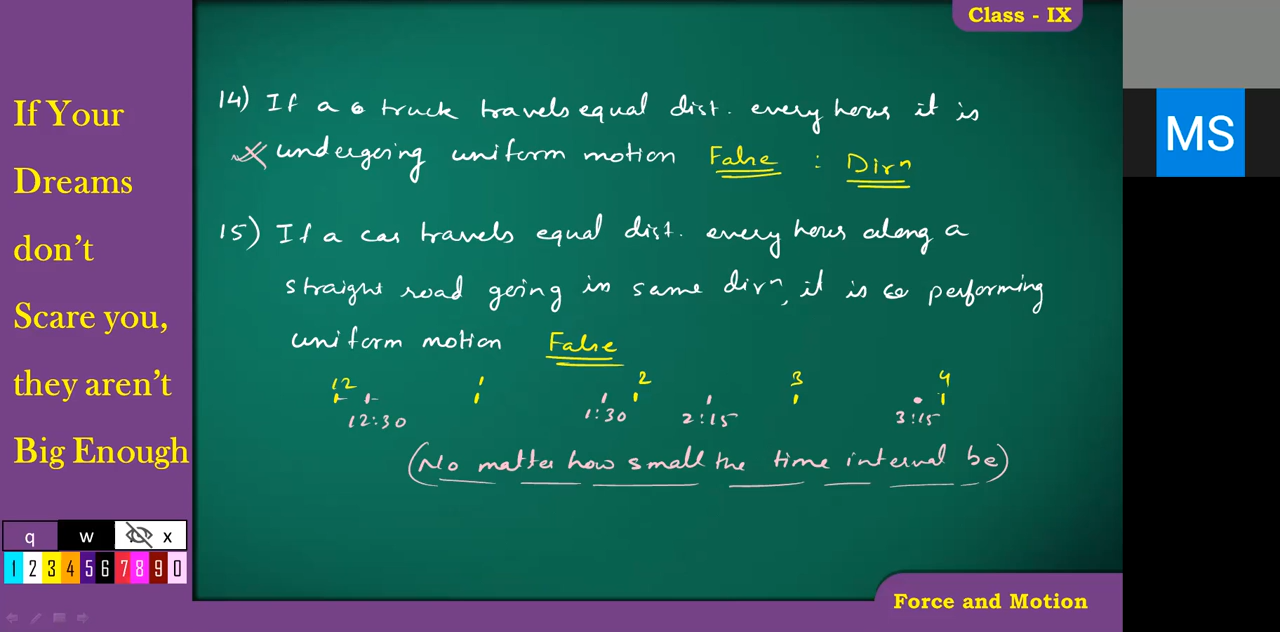 Class - IX
If Your
Dreams
don't
Scare you,
they aren't
Big Enough
14) If a truck travels equal dist. every hour it is
undergoing uniform motion False : Dirⁿ
15) If a car travels equal dist. every hour along a
straight road going in same dirⁿ, it is performing
uniform motion False
12 1 2 3 4
12:30 1:30 2:15 3:15
(No matter how small the time interval be)
MS
q w x
1 2 3 4 5 6 7 8 9 0
Force and Motion